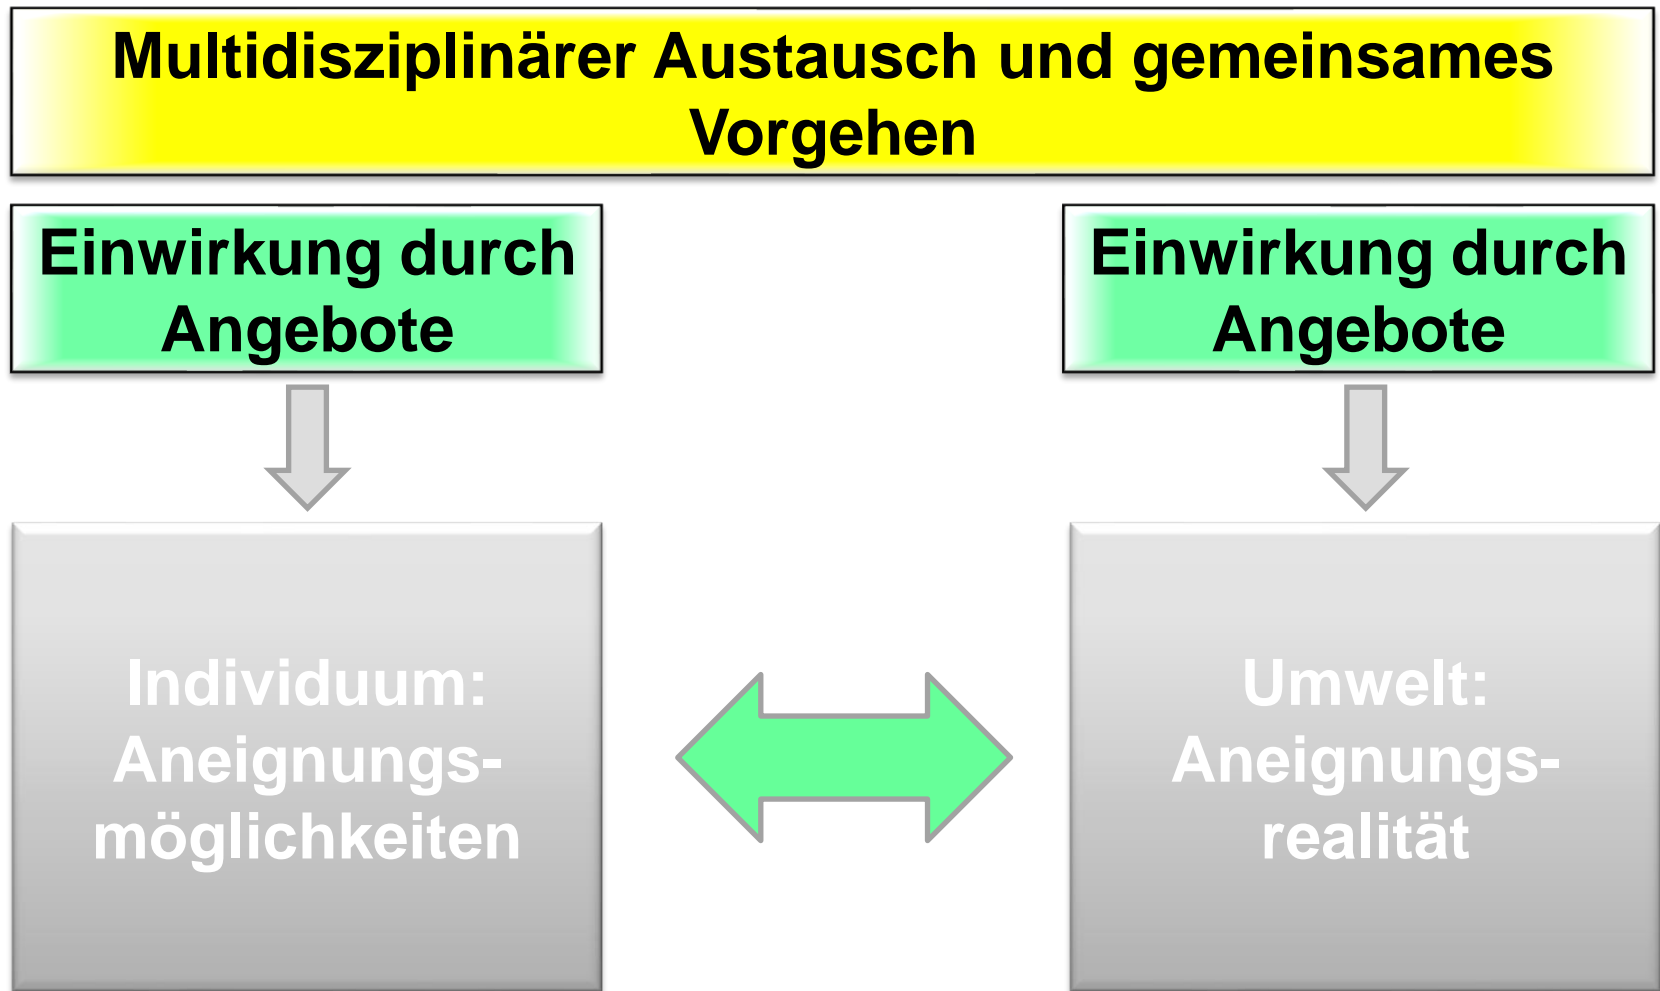 Multidisziplinärer Austausch und gemeinsames
Vorgehen
Einwirkung durch
Angebote
Einwirkung durch
Angebote
Individuum:
Aneignungs-
möglichkeiten
Umwelt:
Aneignungs-
realität